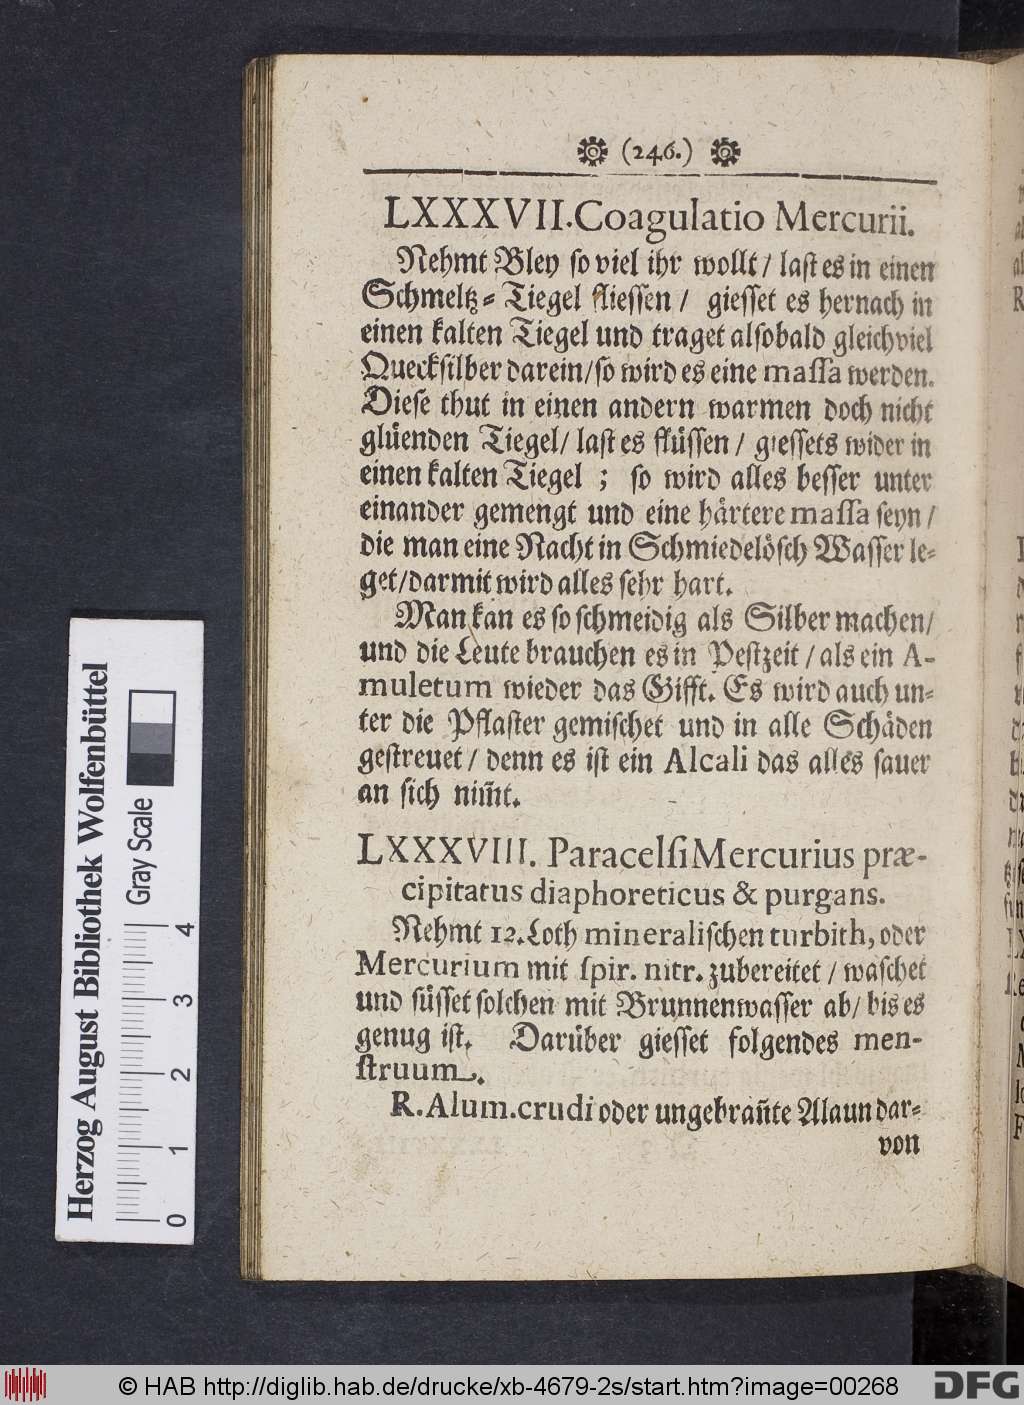 (246.)
LXXXVII. Coagulatio Mercurii.
Nehmt Bley so viel ihr wollt / last es in einen
Schmeltz-Tiegel fliessen / giesset es hernach in
einen kalten Tiegel und traget alsobald gleichviel
Quecksilber darein/so wird es eine massa werden.
Diese thut in einen andern warmen doch nicht
glüenden Tiegel/ last es flüssen / giessets wider in
einen kalten Tiegel ; so wird alles besser unter
einander gemengt und eine härtere massa seyn /
die man eine Nacht in Schmiedelösch Wasser le-
get/darmit wird alles sehr hart.
Man kan es so schmeidig als Silber machen/
und die Leute brauchen es in Pestzeit / als ein A-
muletum wieder das Gifft. Es wird auch un-
ter die Pflaster gemischet und in alle Schäden
gestreuet / denn es ist ein Alcali das alles sauer
an sich nim̃t.
LXXXVIII. Paracelsi Mercurius præ-
cipitatus diaphoreticus & purgans.
Nehmt 12. Loth mineralischen turbith, oder
Mercurium mit spir. nitr. zubereitet / waschet
und süsset solchen mit Brunnenwasser ab/ bis es
genug ist. Darüber giesset folgendes men-
struum.
R. Alum. crudi oder ungebrañte Alaun dar-
von
Herzog August Bibliothek Wolfenbüttel
Gray Scale
0 1 2 3 4
© HAB http://diglib.hab.de/drucke/xb-4679-2s/start.htm?image=00268
DFG